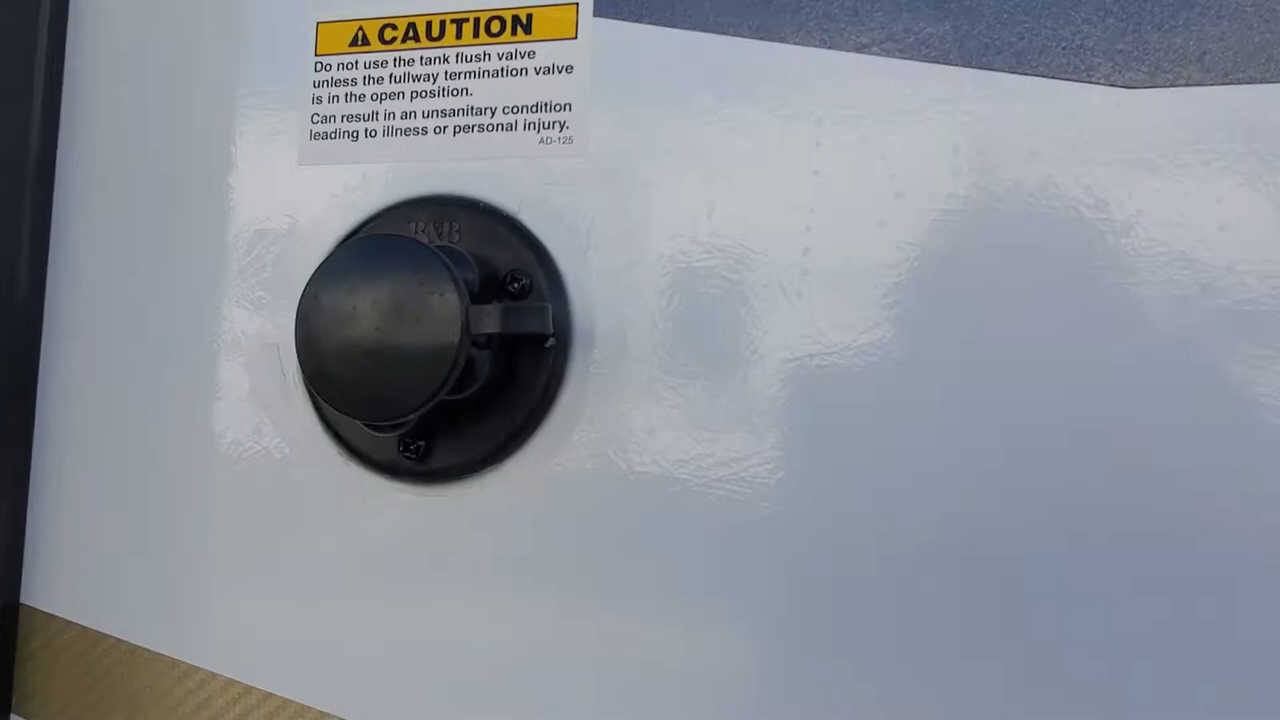 CAUTION
Do not use the tank flush valve
unless the fullway termination valve
is in the open position.
Can result in an unsanitary condition
leading to illness or personal injury.
AD-125